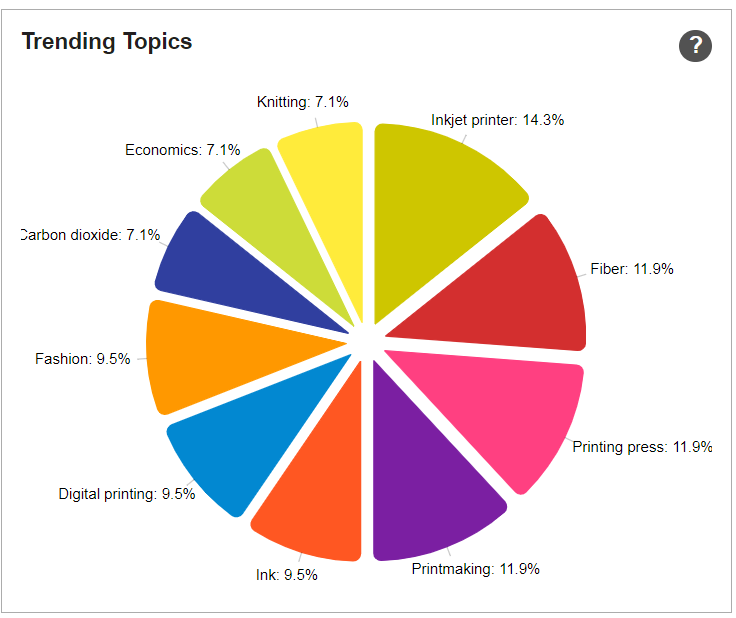 Trending Topics
?
Knitting: 7.1%
Inkjet printer: 14.3%
Economics: 7.1%
Carbon dioxide: 7.1%
Fiber: 11.9%
Fashion: 9.5%
Printing press: 11.9%
Digital printing: 9.5%
Ink: 9.5%
Printmaking: 11.9%